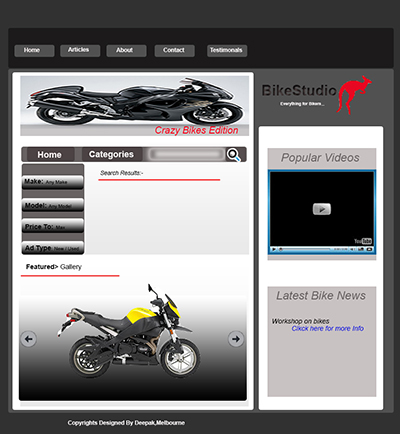 Home Articles About Contact Testimonials
BikeStudio
Everything for Bikers...
Crazy Bikes Edition
Home Categories
Make: Any Make
Search Results:-
Model: Any Model
Price To: Max
Ad Type New / Used
Featured> Gallery
Popular Videos
YouTube
Latest Bike News
Workshop on bikes
Cickck here for more Info
Copyrights Designed By Deepak,Melbourne